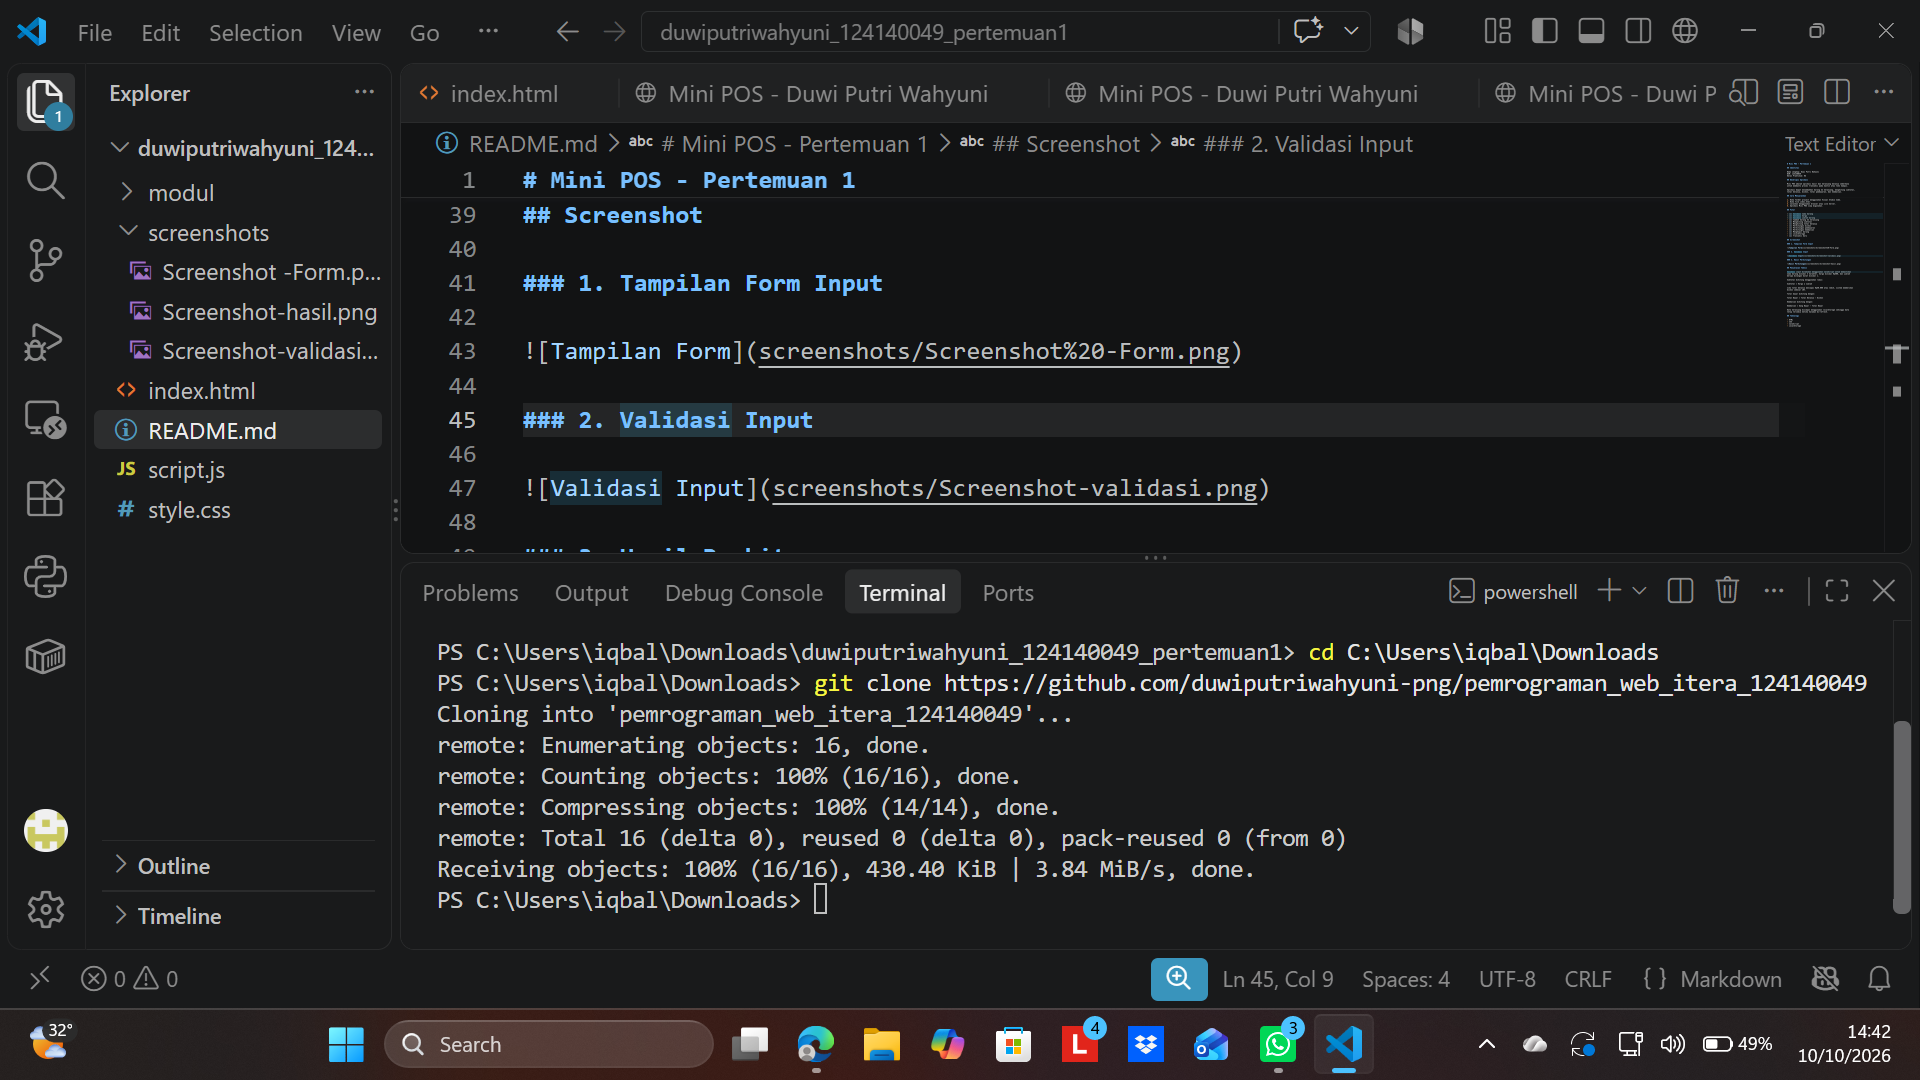 File Edit Selection View Go ...
duwiputriwahyuni_124140049_pertemuan1
1
Explorer
duwiputriwahyuni_124...
modul
screenshots
Screenshot -Form.p...
Screenshot-hasil.png
Screenshot-validasi...
index.html
README.md
JS script.js
# style.css
Outline
Timeline
index.html
Mini POS - Duwi Putri Wahyuni
Mini POS - Duwi Putri Wahyuni
Mini POS - Duwi P
README.md > abc # Mini POS - Pertemuan 1 > abc ## Screenshot > abc ### 2. Validasi Input
Text Editor
1 # Mini POS - Pertemuan 1
39 ## Screenshot
40
41 ### 1. Tampilan Form Input
42
43 ![Tampilan Form](screenshots/Screenshot%20-Form.png)
44
45 ### 2. Validasi Input
46
47 ![Validasi Input](screenshots/Screenshot-validasi.png)
48
Problems Output Debug Console Terminal Ports
powershell
PS C:\Users\iqbal\Downloads\duwiputriwahyuni_124140049_pertemuan1> cd C:\Users\iqbal\Downloads
PS C:\Users\iqbal\Downloads> git clone https://github.com/duwiputriwahyuni-png/pemrograman_web_itera_124140049
Cloning into 'pemrograman_web_itera_124140049'...
remote: Enumerating objects: 16, done.
remote: Counting objects: 100% (16/16), done.
remote: Compressing objects: 100% (14/14), done.
remote: Total 16 (delta 0), reused 0 (delta 0), pack-reused 0 (from 0)
Receiving objects: 100% (16/16), 430.40 KiB | 3.84 MiB/s, done.
PS C:\Users\iqbal\Downloads>
0 0
Ln 45, Col 9 Spaces: 4 UTF-8 CRLF { } Markdown
32°
Search
L 4
3
49%
14:42
10/10/2026